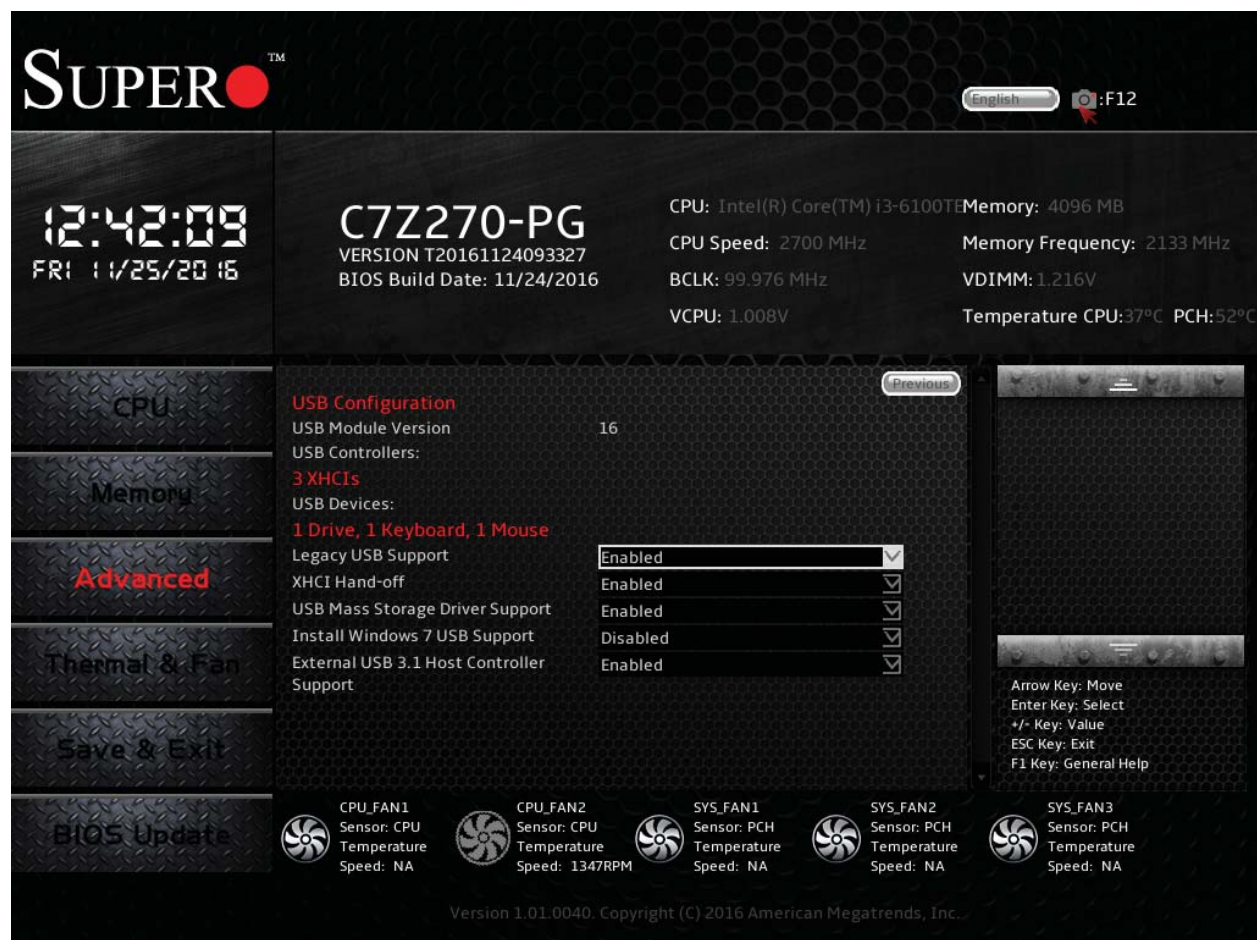 SUPER
TM
English
:F12
12:42:09
FRI 11/25/2016
C7Z270-PG
VERSION T20161124093327
BIOS Build Date: 11/24/2016
CPU: Intel(R) Core(TM) i3-6100TE
CPU Speed: 2700 MHz
BCLK: 99.976 MHz
VCPU: 1.008V
Memory: 4096 MB
Memory Frequency: 2133 MHz
VDIMM: 1.216V
Temperature CPU:37°C PCH:52°C
CPU
Memory
Advanced
Thermal & Fan
Save & Exit
BIOS Update
Previous
USB Configuration
USB Module Version 16
USB Controllers:
3 XHCIs
USB Devices:
1 Drive, 1 Keyboard, 1 Mouse
Legacy USB Support Enabled
XHCI Hand-off Enabled
USB Mass Storage Driver Support Enabled
Install Windows 7 USB Support Disabled
External USB 3.1 Host Controller Enabled
Support
Arrow Key: Move
Enter Key: Select
+/- Key: Value
ESC Key: Exit
F1 Key: General Help
CPU_FAN1
Sensor: CPU
Temperature
Speed: NA
CPU_FAN2
Sensor: CPU
Temperature
Speed: 1347RPM
SYS_FAN1
Sensor: PCH
Temperature
Speed: NA
SYS_FAN2
Sensor: PCH
Temperature
Speed: NA
SYS_FAN3
Sensor: PCH
Temperature
Speed: NA
Version 1.01.0040. Copyright (C) 2016 American Megatrends, Inc.